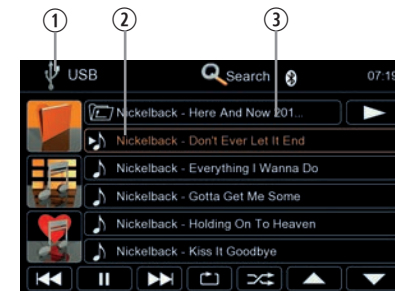 1 2 3
USB Search 07:19
Nickelback - Here And Now 201...
Nickelback - Don't Ever Let It End
Nickelback - Everything I Wanna Do
Nickelback - Gotta Get Me Some
Nickelback - Holding On To Heaven
Nickelback - Kiss It Goodbye